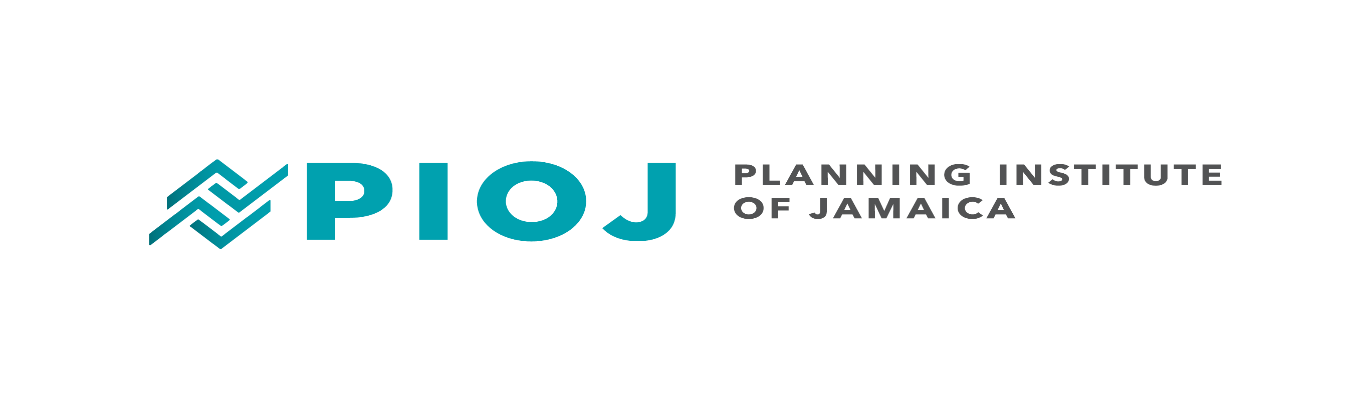 PIOJ
PLANNING INSTITUTE
OF JAMAICA